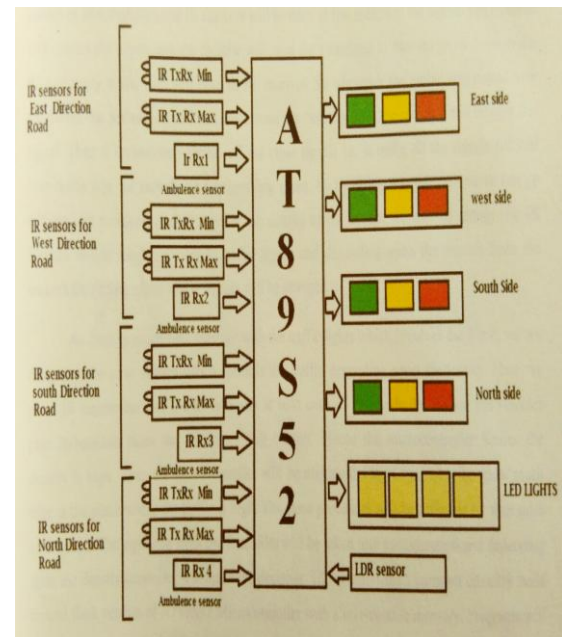 IR sensors for
East Direction
Road
IR TxRx Min
IR Tx Rx Max
Ir Rx1
Ambulance sensor
IR sensors for
West Direction
Road
IR TxRx Min
IR Tx Rx Max
IR Rx2
Ambulence sensor
IR sensors for
south Direction
Road
IR TxRx Min
IR Tx Rx Max
IR Rx3
Ambulence sensor
IR sensors for
North Direction
Road
IR TxRx Min
IR Tx Rx Max
IR Rx 4
Ambulence sensor
A
T
8
9
S
5
2
East side
west side
South Side
North side
LED LIGHTS
LDR sensor